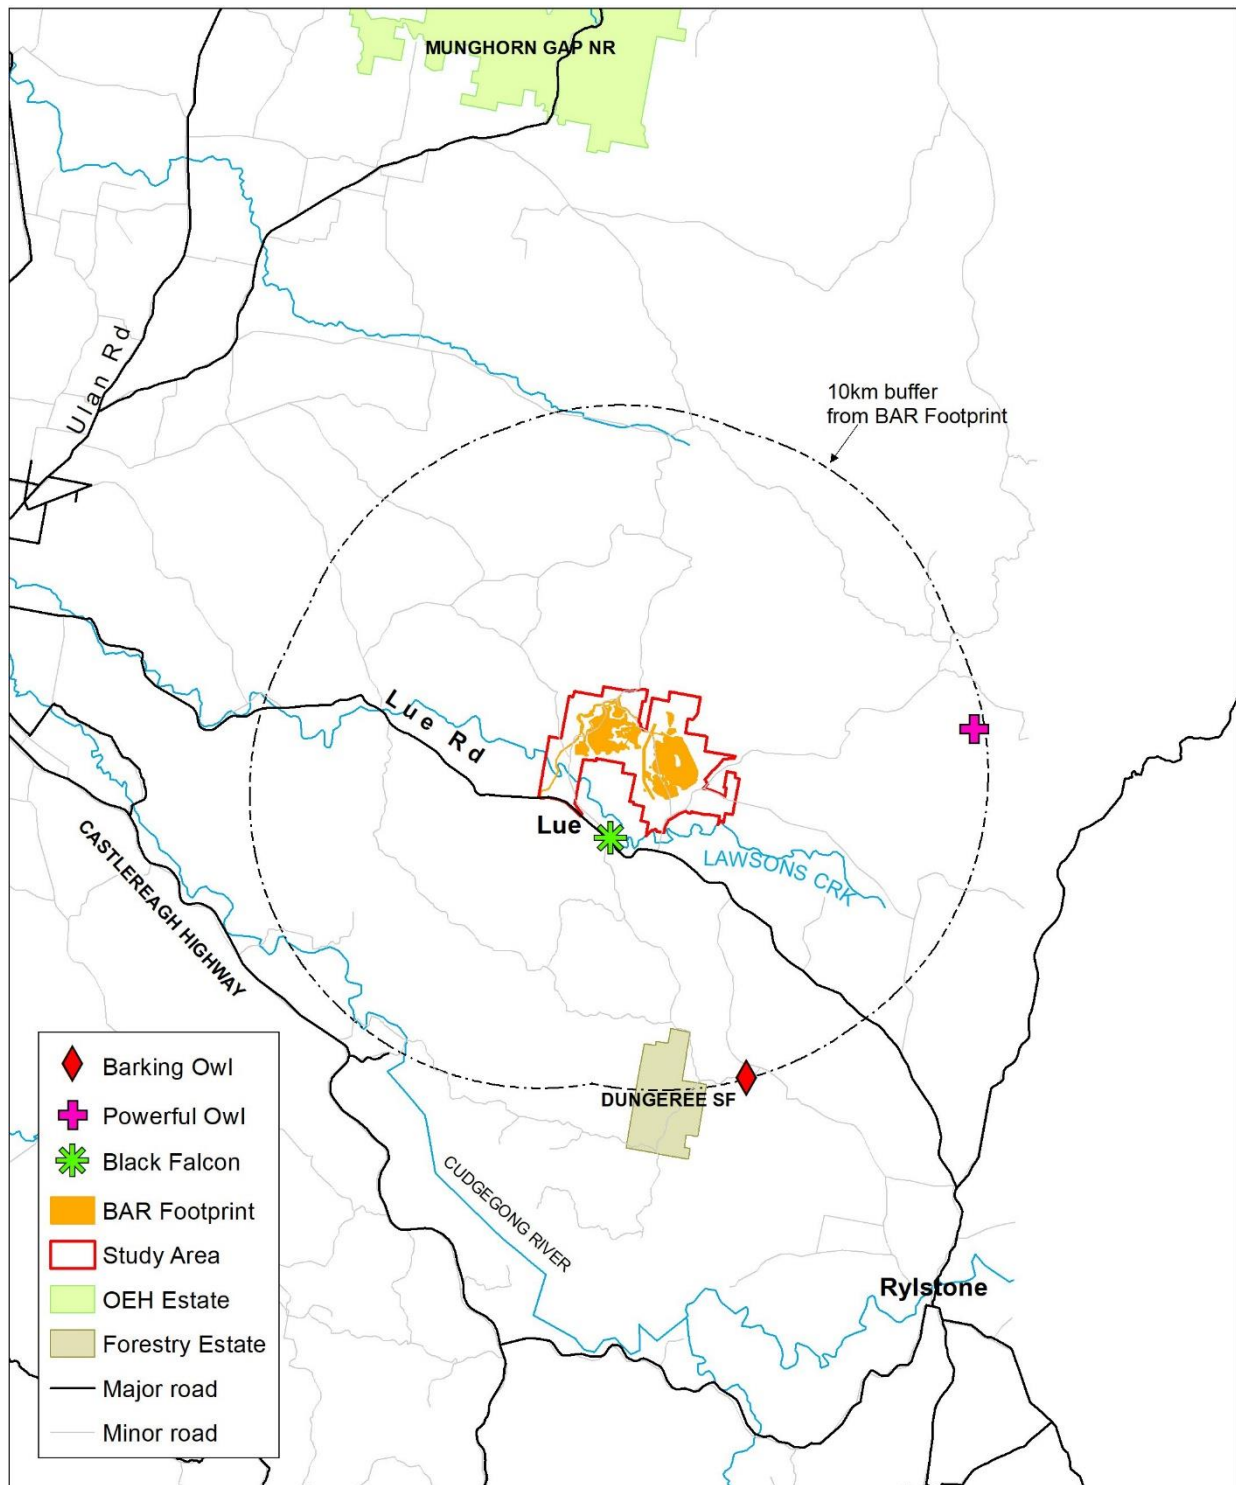 MUNGHORN GAP NR
Ulan Rd
10km buffer
from BAR Footprint
Lue Rd
Lue
LAWSONS CRK
CASTLEREAGH HIGHWAY
DUNGEREE SF
CUDGEGONG RIVER
Rylstone
Barking Owl
Powerful Owl
Black Falcon
BAR Footprint
Study Area
OEH Estate
Forestry Estate
Major road
Minor road